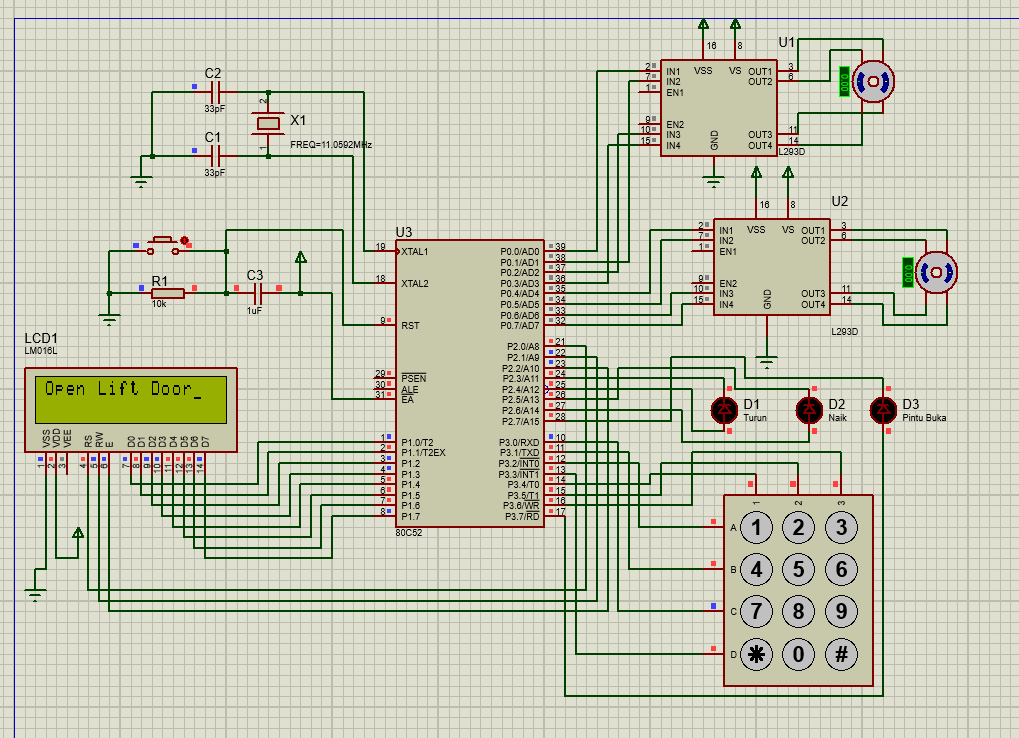 U1
16
8
VSS
VS
OUT1
OUT2
OUT3
OUT4
3
6
11
14
2
7
1
9
10
15
IN1
IN2
EN1
EN2
IN3
IN4
GND
L293D
C2
33pF
C1
33pF
2
1
X1
FREQ=11.0592MHz
U2
16
8
VSS
VS
OUT1
OUT2
OUT3
OUT4
3
6
11
14
2
7
1
9
10
15
IN1
IN2
EN1
EN2
IN3
IN4
GND
L293D
R1
10k
C3
1uF
U3
19
XTAL1
18
XTAL2
9
RST
29
PSEN
30
ALE
31
EA
1
P1.0/T2
2
P1.1/T2EX
3
P1.2
4
P1.3
5
P1.4
6
P1.5
7
P1.6
8
P1.7
P0.0/AD0
39
P0.1/AD1
38
P0.2/AD2
37
P0.3/AD3
36
P0.4/AD4
35
P0.5/AD5
34
P0.6/AD6
33
P0.7/AD7
32
P2.0/A8
21
P2.1/A9
22
P2.2/A10
23
P2.3/A11
24
P2.4/A12
25
P2.5/A13
26
P2.6/A14
27
P2.7/A15
28
P3.0/RXD
10
P3.1/TXD
11
P3.2/INT0
12
P3.3/INT1
13
P3.4/T0
14
P3.5/T1
15
P3.6/WR
16
P3.7/RD
17
80C52
LCD1
LM016L
Open Lift Door_
VSS
VDD
VEE
RS
RW
E
D0
D1
D2
D3
D4
D5
D6
D7
1
2
3
4
5
6
7
8
9
10
11
12
13
14
D1
Turun
D2
Naik
D3
Pintu Buka
1
2
3
A
1
2
3
B
4
5
6
C
7
8
9
D
*
0
#